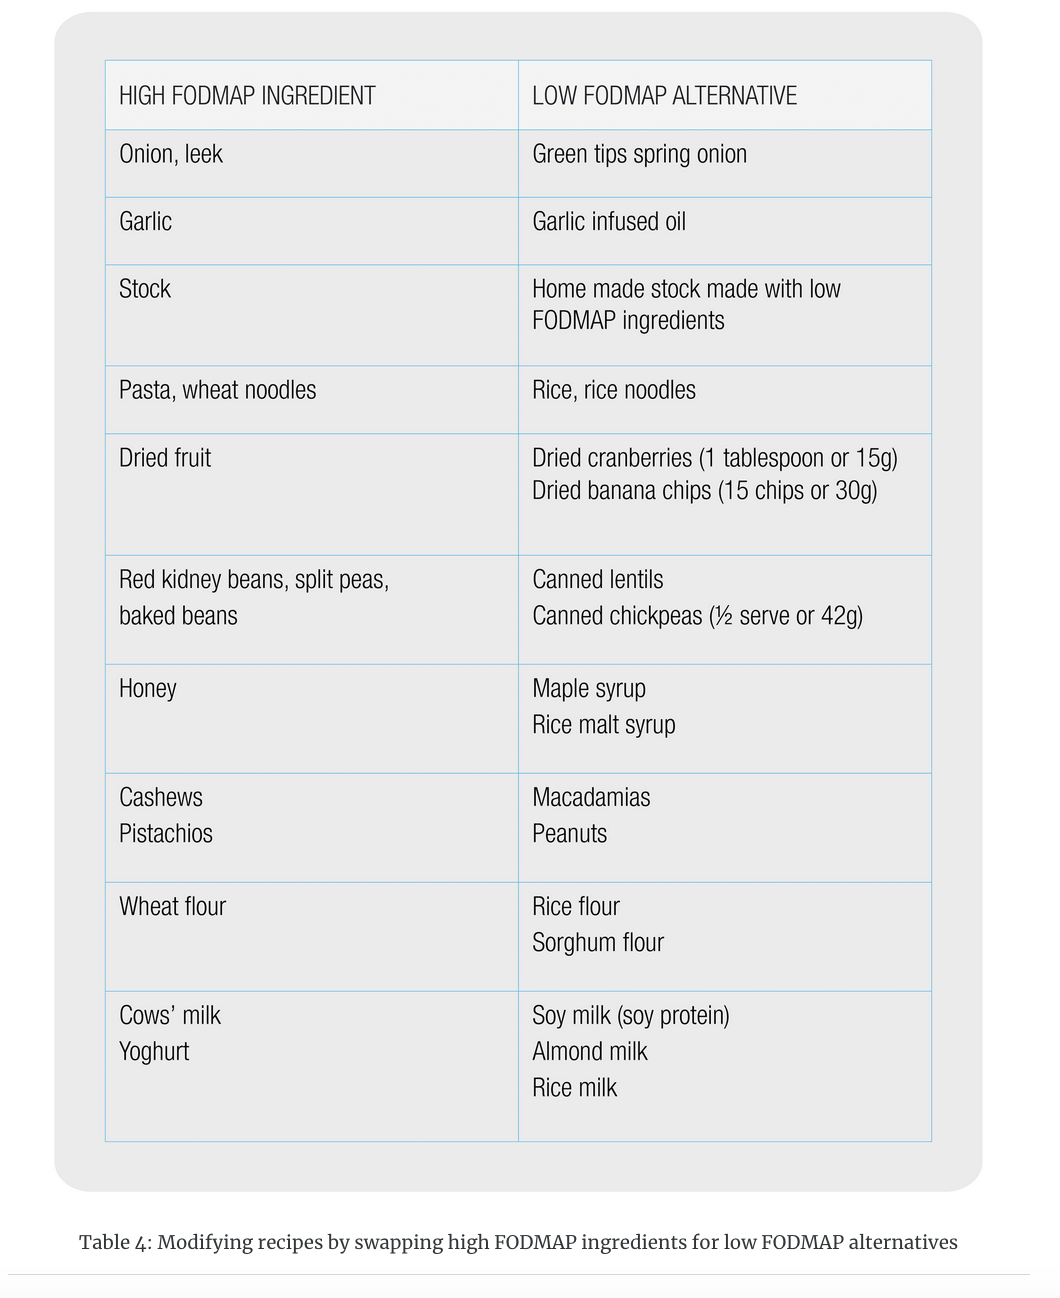 HIGH FODMAP INGREDIENT
LOW FODMAP ALTERNATIVE
Onion, leek
Green tips spring onion
Garlic
Garlic infused oil
Stock
Home made stock made with low
FODMAP ingredients
Pasta, wheat noodles
Rice, rice noodles
Dried fruit
Dried cranberries (1 tablespoon or 15g)
Dried banana chips (15 chips or 30g)
Red kidney beans, split peas,
baked beans
Canned lentils
Canned chickpeas (½ serve or 42g)
Honey
Maple syrup
Rice malt syrup
Cashews
Pistachios
Macadamias
Peanuts
Wheat flour
Rice flour
Sorghum flour
Cows’ milk
Yoghurt
Soy milk (soy protein)
Almond milk
Rice milk
Table 4: Modifying recipes by swapping high FODMAP ingredients for low FODMAP alternatives